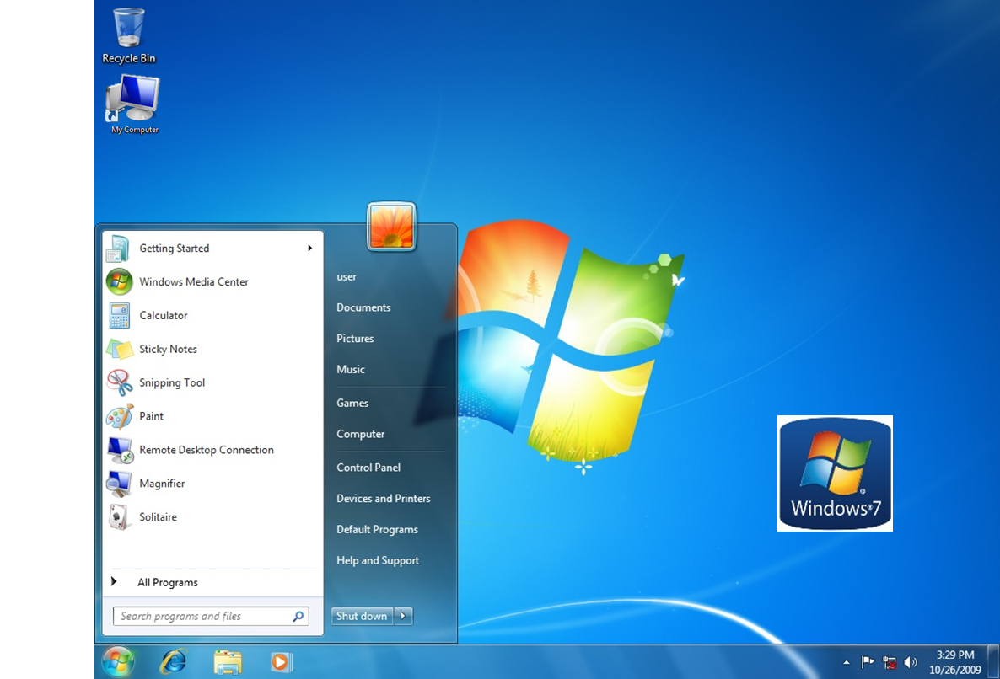 Recycle Bin
My Computer
Getting Started
Windows Media Center
Calculator
Sticky Notes
Snipping Tool
Paint
Remote Desktop Connection
Magnifier
Solitaire
All Programs
Search programs and files
user
Documents
Pictures
Music
Games
Computer
Control Panel
Devices and Printers
Default Programs
Help and Support
Shut down
Windows®7
3:29 PM
10/26/2009